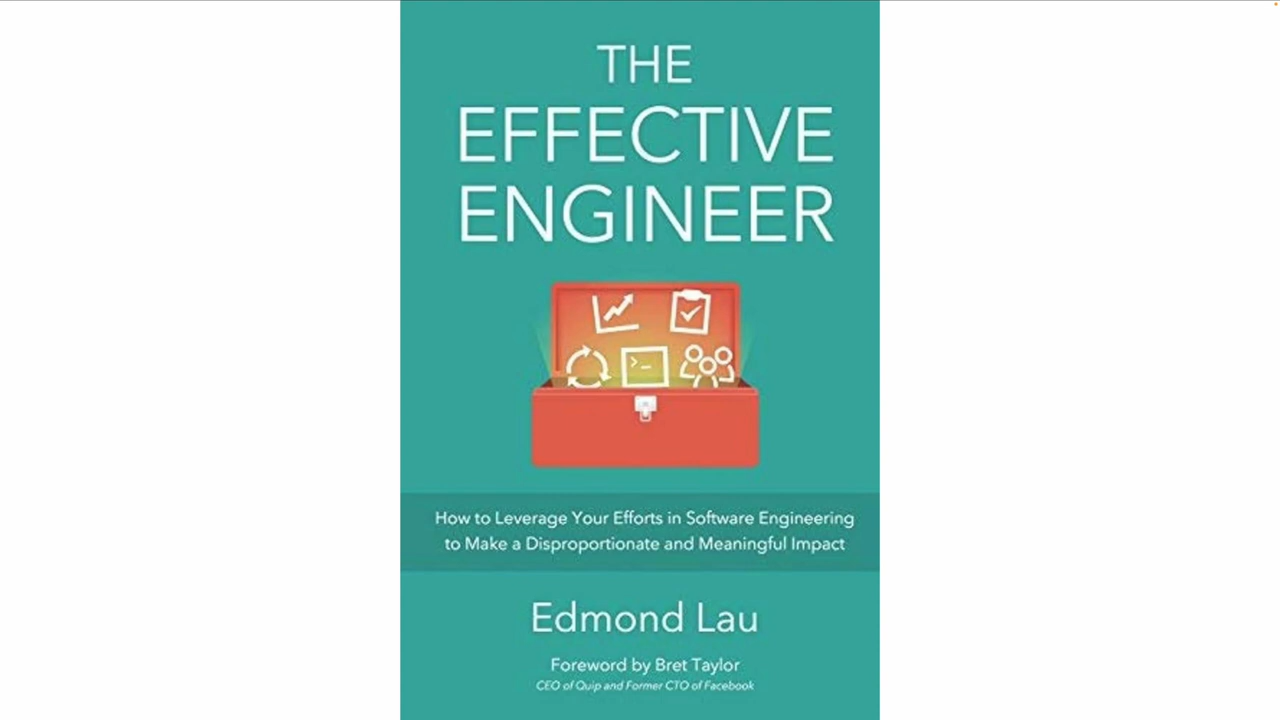 THE
EFFECTIVE
ENGINEER
>_
How to Leverage Your Efforts in Software Engineering
to Make a Disproportionate and Meaningful Impact
Edmond Lau
Foreword by Bret Taylor
CEO of Quip and Former CTO of Facebook